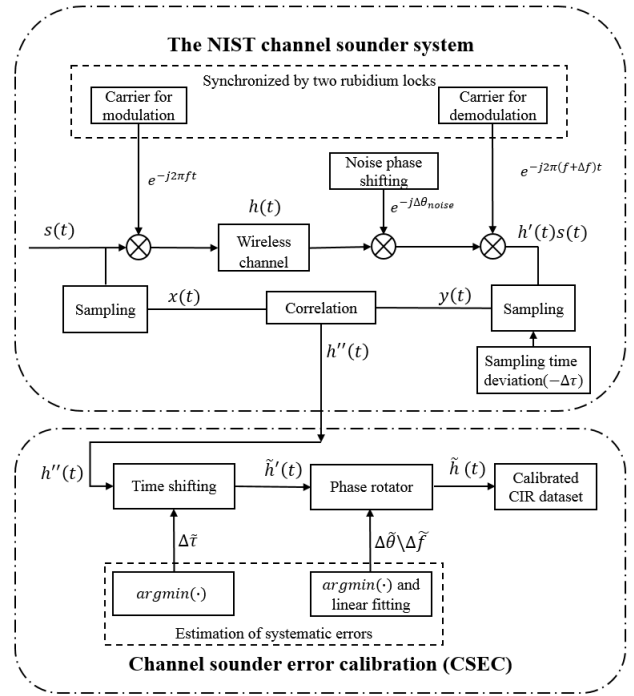 The NIST channel sounder system
Synchronized by two rubidium locks
Carrier for
modulation
Carrier for
demodulation
Noise phase
shifting
e^{-j2πft}
e^{-j2π(f+Δf)t}
e^{-jΔθ_{noise}}
s(t)
h(t)
h′(t)s(t)
Wireless
channel
Sampling
x(t)
Correlation
y(t)
Sampling
h″(t)
Sampling time
deviation(−Δτ)
h″(t)
Time shifting
h̃′(t)
Phase rotator
h̃ (t)
Calibrated
CIR dataset
Δτ̃
Δθ̃\Δf̃
argmin(·)
argmin(·) and
linear fitting
Estimation of systematic errors
Channel sounder error calibration (CSEC)